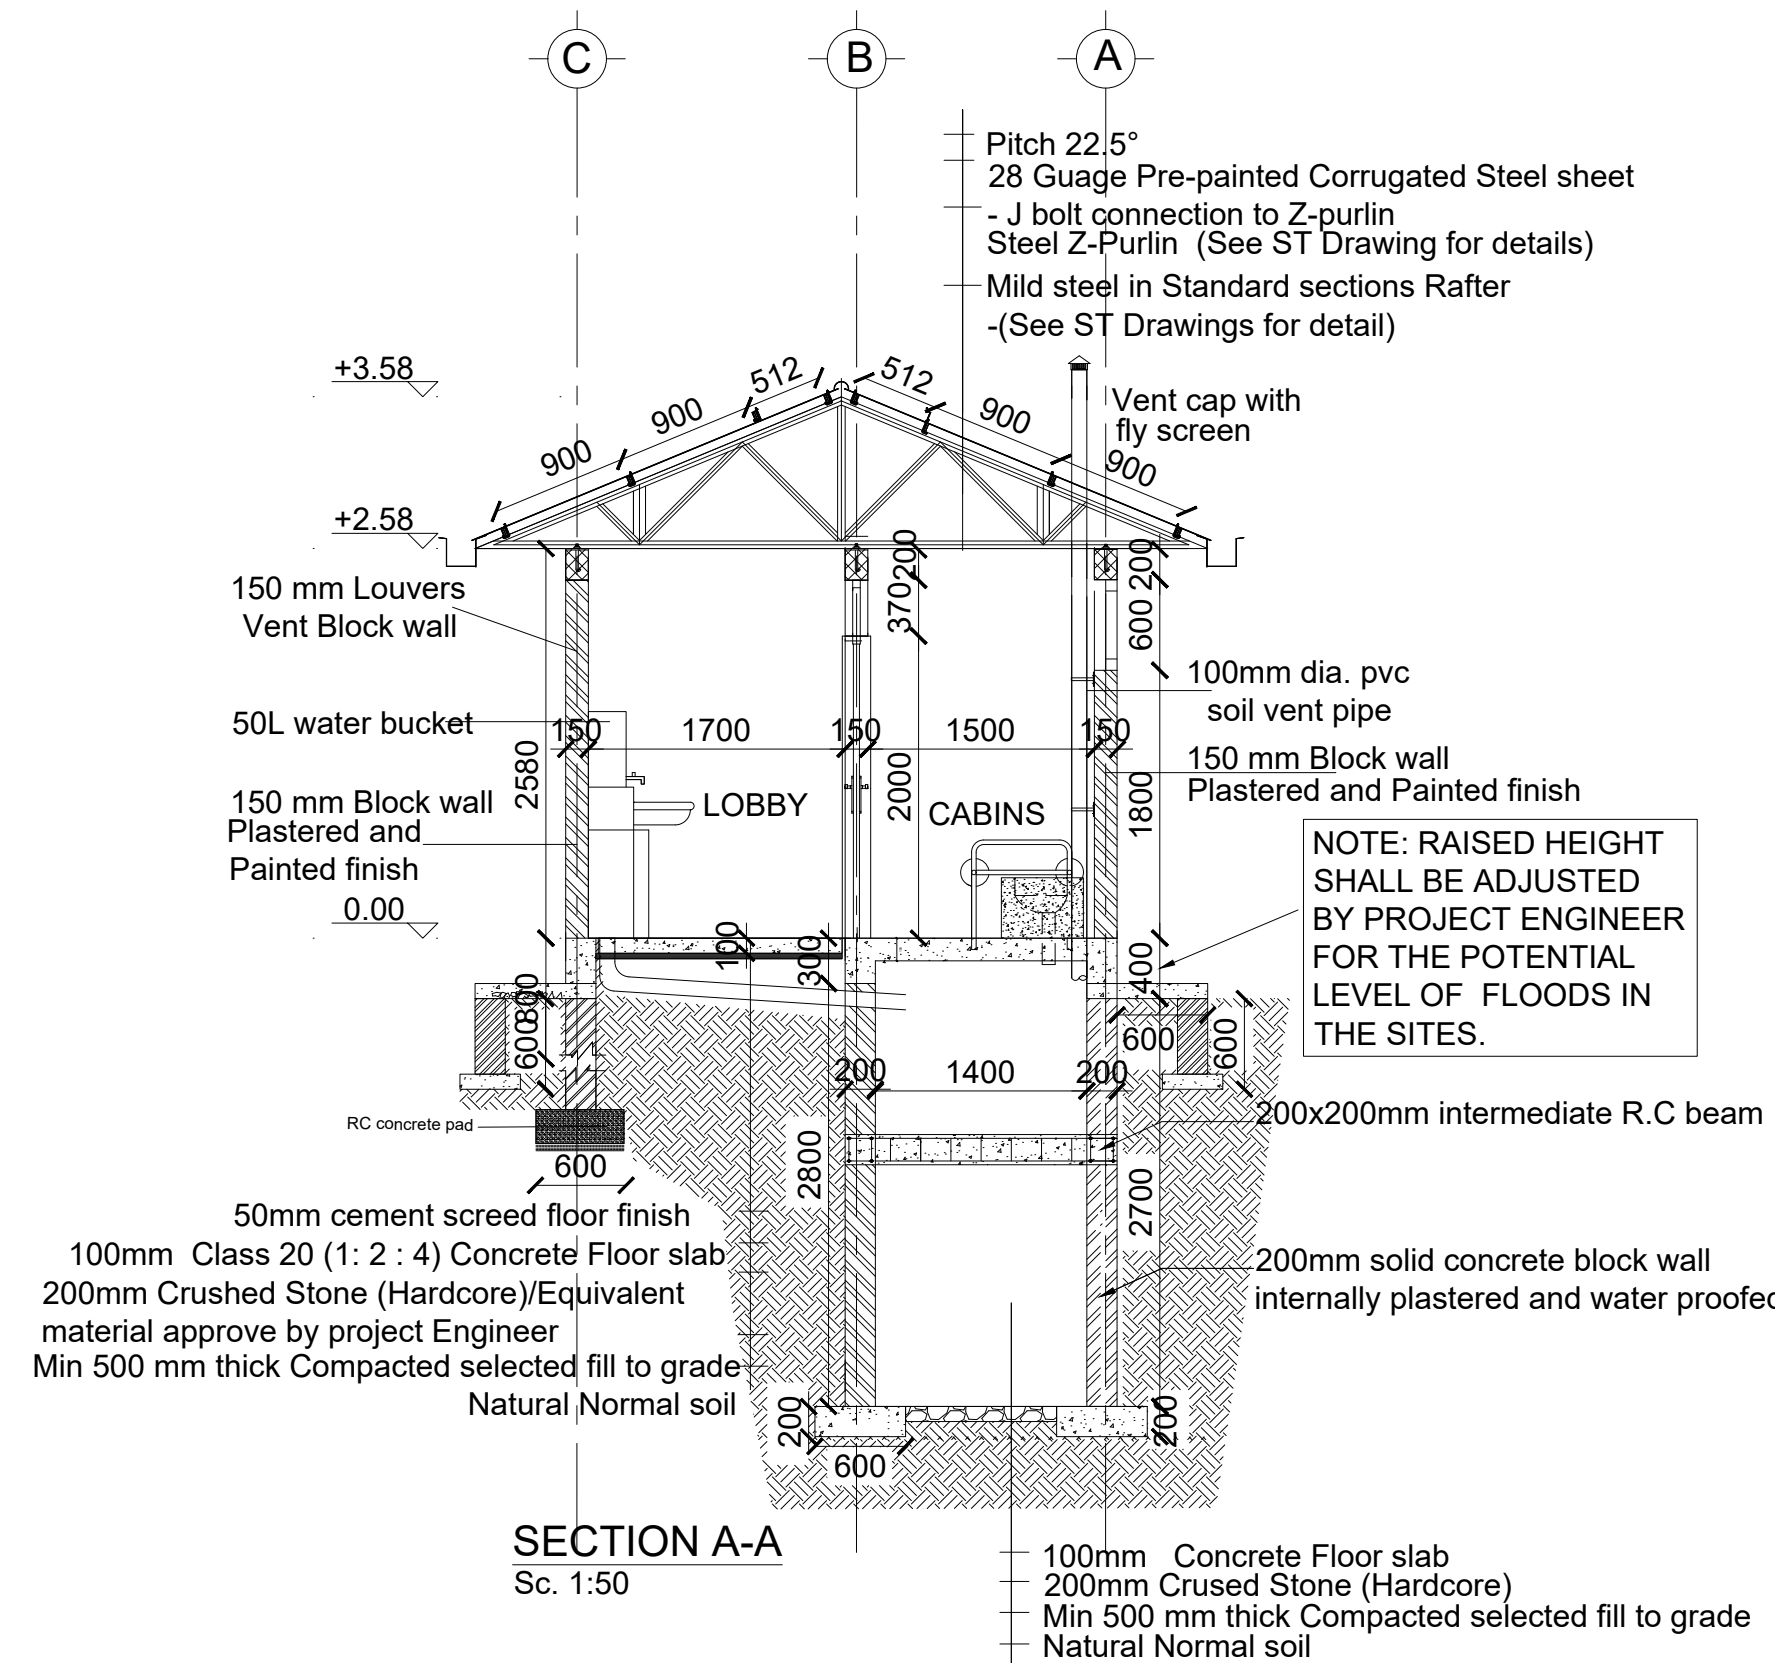 C
B
A
Pitch 22.5°
28 Guage Pre-painted Corrugated Steel sheet
- J bolt connection to Z-purlin
Steel Z-Purlin (See ST Drawing for details)
Mild steel in Standard sections Rafter
-(See ST Drawings for detail)
+3.58
512
512
900
900
Vent cap with
fly screen
900
900
+2.58
200
200
150 mm Louvers
Vent Block wall
370
600
100mm dia. pvc
soil vent pipe
50L water bucket
150
1700
150
1500
150
2580
2000
1800
150 mm Block wall
Plastered and Painted finish
150 mm Block wall
Plastered and
Painted finish
LOBBY
CABINS
0.00
NOTE: RAISED HEIGHT
SHALL BE ADJUSTED
BY PROJECT ENGINEER
FOR THE POTENTIAL
LEVEL OF FLOODS IN
THE SITES.
100
300
400
800
600
600
600
200
1400
200
200x200mm intermediate R.C beam
RC concrete pad
600
2800
2700
50mm cement screed floor finish
100mm Class 20 (1: 2 : 4) Concrete Floor slab
200mm Crushed Stone (Hardcore)/Equivalent
material approve by project Engineer
Min 500 mm thick Compacted selected fill to grade
Natural Normal soil
200mm solid concrete block wall
internally plastered and water proofed
200
200
600
SECTION A-A
Sc. 1:50
100mm Concrete Floor slab
200mm Crused Stone (Hardcore)
Min 500 mm thick Compacted selected fill to grade
Natural Normal soil